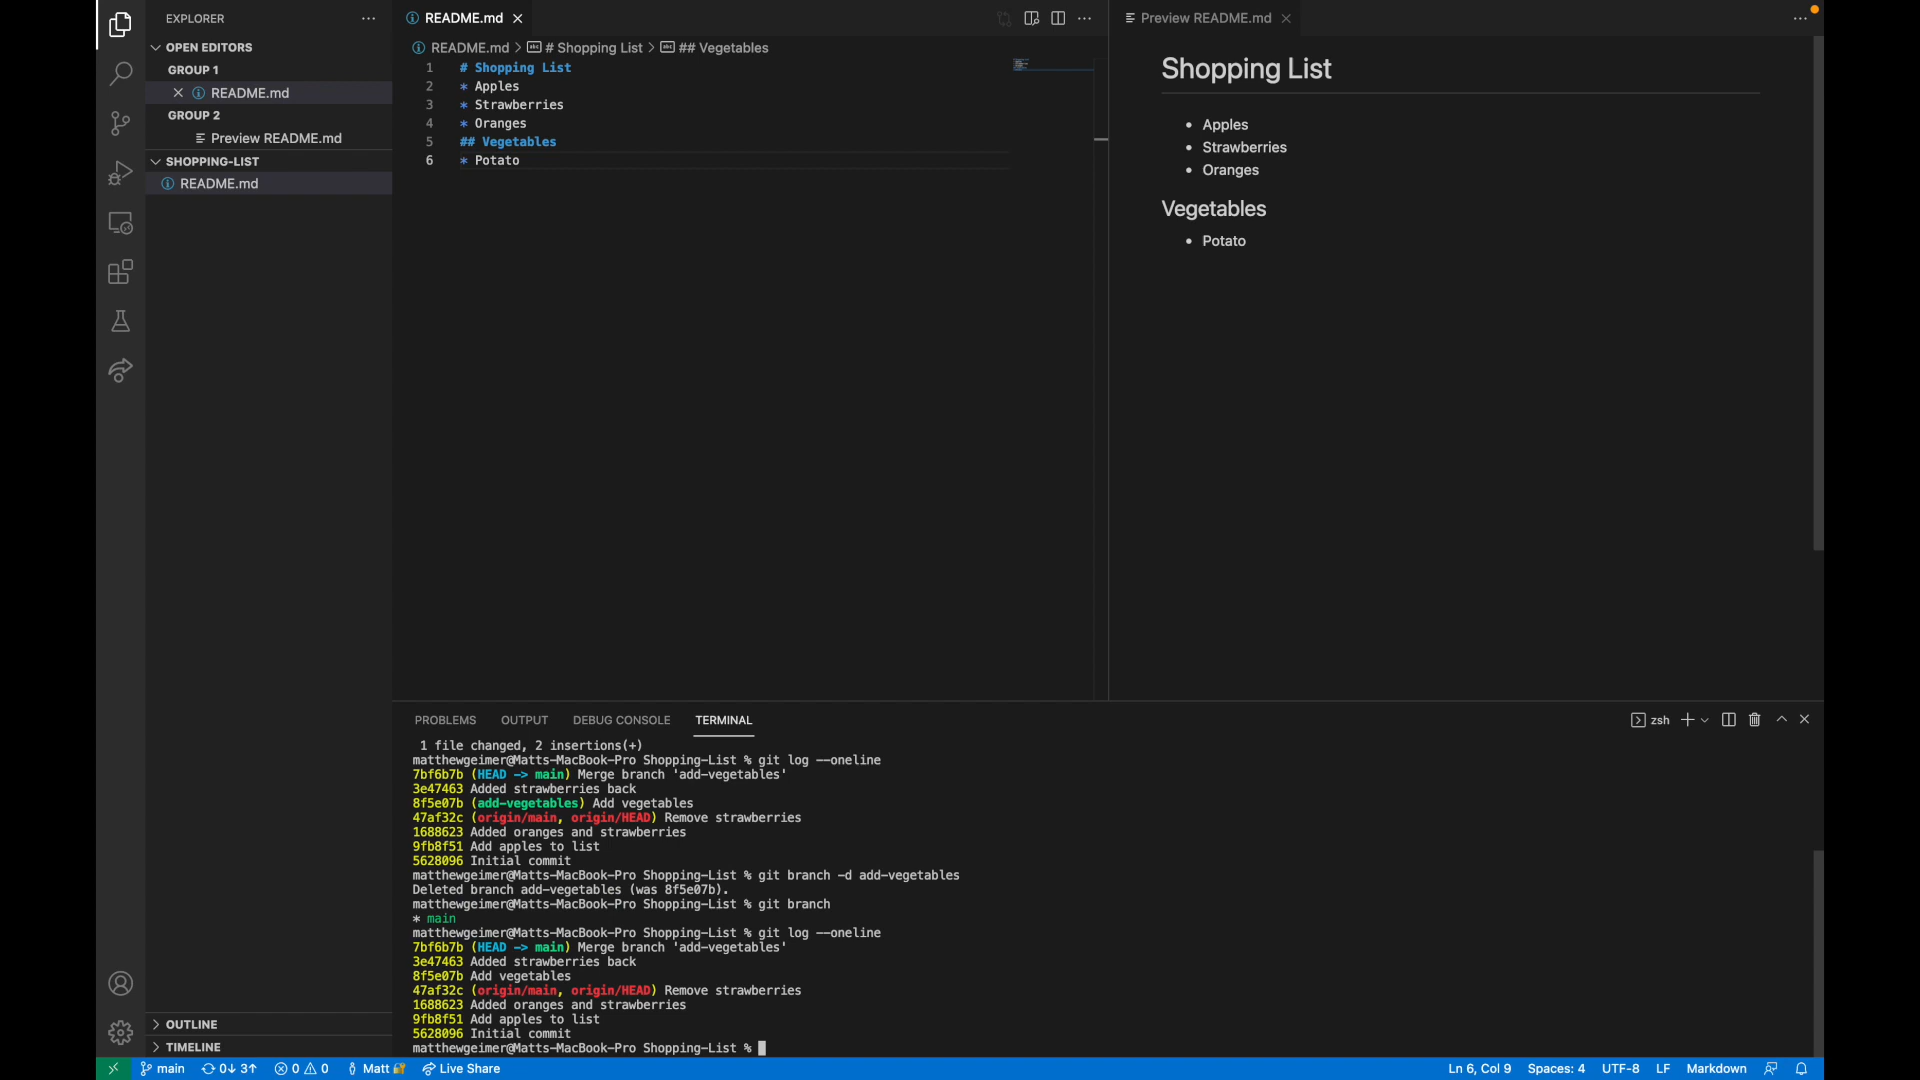 EXPLORER
OPEN EDITORS
GROUP 1
README.md
GROUP 2
Preview README.md
SHOPPING-LIST
README.md
OUTLINE
TIMELINE
README.md
README.md > # Shopping List > ## Vegetables
1 # Shopping List
2 * Apples
3 * Strawberries
4 * Oranges
5 ## Vegetables
6 * Potato
Preview README.md
Shopping List
• Apples
• Strawberries
• Oranges
Vegetables
• Potato
PROBLEMS OUTPUT DEBUG CONSOLE TERMINAL
zsh
1 file changed, 2 insertions(+)
matthewgeimer@Matts-MacBook-Pro Shopping-List % git log --oneline
7bf6b7b (HEAD -> main) Merge branch 'add-vegetables'
3e47463 Added strawberries back
8f5e07b (add-vegetables) Add vegetables
47af32c (origin/main, origin/HEAD) Remove strawberries
1688623 Added oranges and strawberries
9fb8f51 Add apples to list
5628096 Initial commit
matthewgeimer@Matts-MacBook-Pro Shopping-List % git branch -d add-vegetables
Deleted branch add-vegetables (was 8f5e07b).
matthewgeimer@Matts-MacBook-Pro Shopping-List % git branch
* main
matthewgeimer@Matts-MacBook-Pro Shopping-List % git log --oneline
7bf6b7b (HEAD -> main) Merge branch 'add-vegetables'
3e47463 Added strawberries back
8f5e07b Add vegetables
47af32c (origin/main, origin/HEAD) Remove strawberries
1688623 Added oranges and strawberries
9fb8f51 Add apples to list
5628096 Initial commit
matthewgeimer@Matts-MacBook-Pro Shopping-List %
main 0↓ 3↑ 0 0 Matt Live Share Ln 6, Col 9 Spaces: 4 UTF-8 LF Markdown